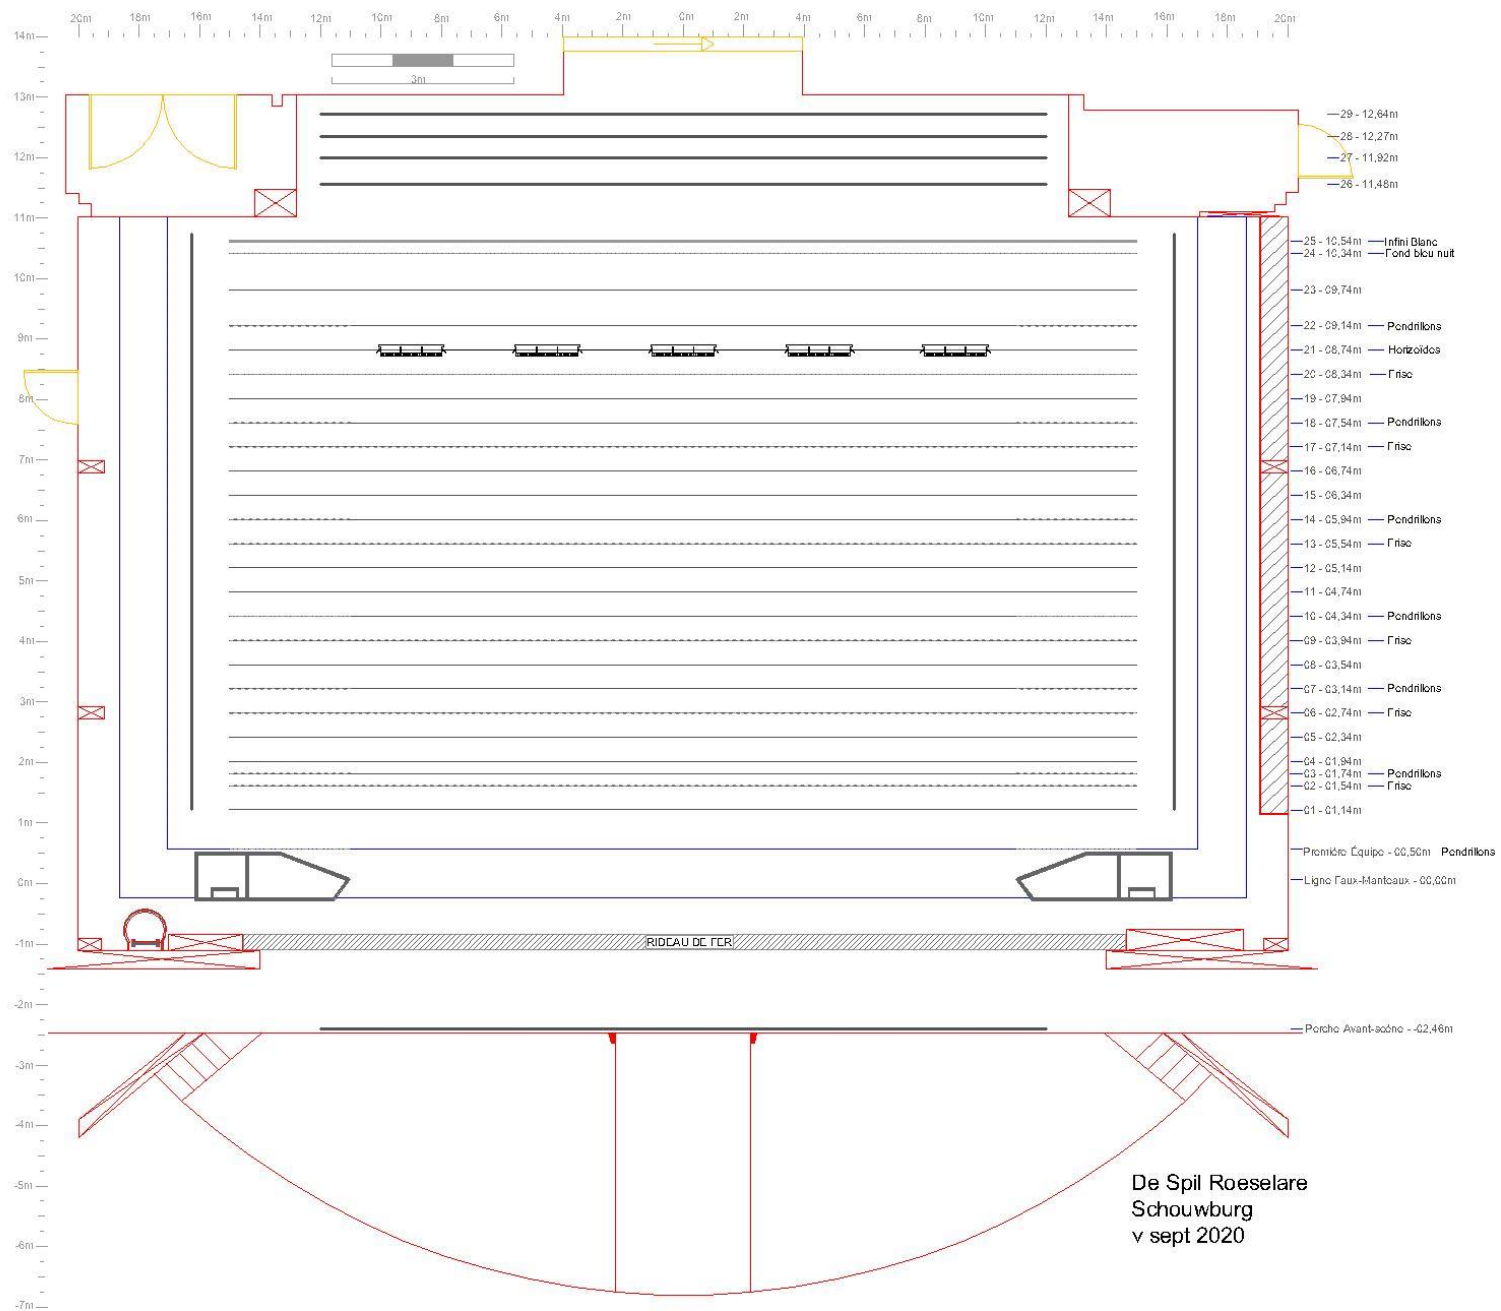 20m 18m 16m 14m 12m 10m 8m 6m 4m 2m 0m 2m 4m 6m 8m 10m 12m 14m 16m 18m 20m
14m
3m
13m
29 - 12,64m
28 - 12,27m
12m
27 - 11,92m
26 - 11,48m
11m
25 - 10,54m Infini Blanc
24 - 10,34m Fond bleu nuit
10m
23 - 09,74m
22 - 09,14m Pendrillons
9m
21 - 08,74m Horizoïdes
20 - 08,34m Frise
8m
19 - 07,94m
18 - 07,54m Pendrillons
17 - 07,14m Frise
7m
16 - 06,74m
15 - 06,34m
6m
14 - 05,94m Pendrillons
13 - 05,54m Frise
12 - 05,14m
5m
11 - 04,74m
10 - 04,34m Pendrillons
4m
09 - 03,94m Frise
08 - 03,54m
07 - 03,14m Pendrillons
3m
06 - 02,74m Frise
05 - 02,34m
2m
04 - 01,94m
03 - 01,74m Pendrillons
02 - 01,54m Frise
01 - 01,14m
1m
Première Équipe - 00,50m Pendrillons
0m
Ligne Faux-Manteaux - 00,00m
-1m
RIDEAU DE FER
-2m
Perche Avant-scène - -02,46m
-3m
-4m
-5m
De Spil Roeselare
Schouwburg
v sept 2020
-6m
-7m